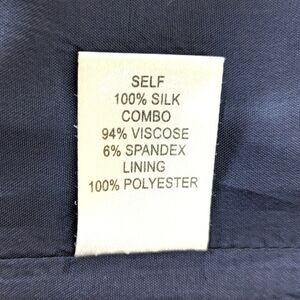 SELF
100% SILK
COMBO
94% VISCOSE
6% SPANDEX
LINING
100% POLYESTER